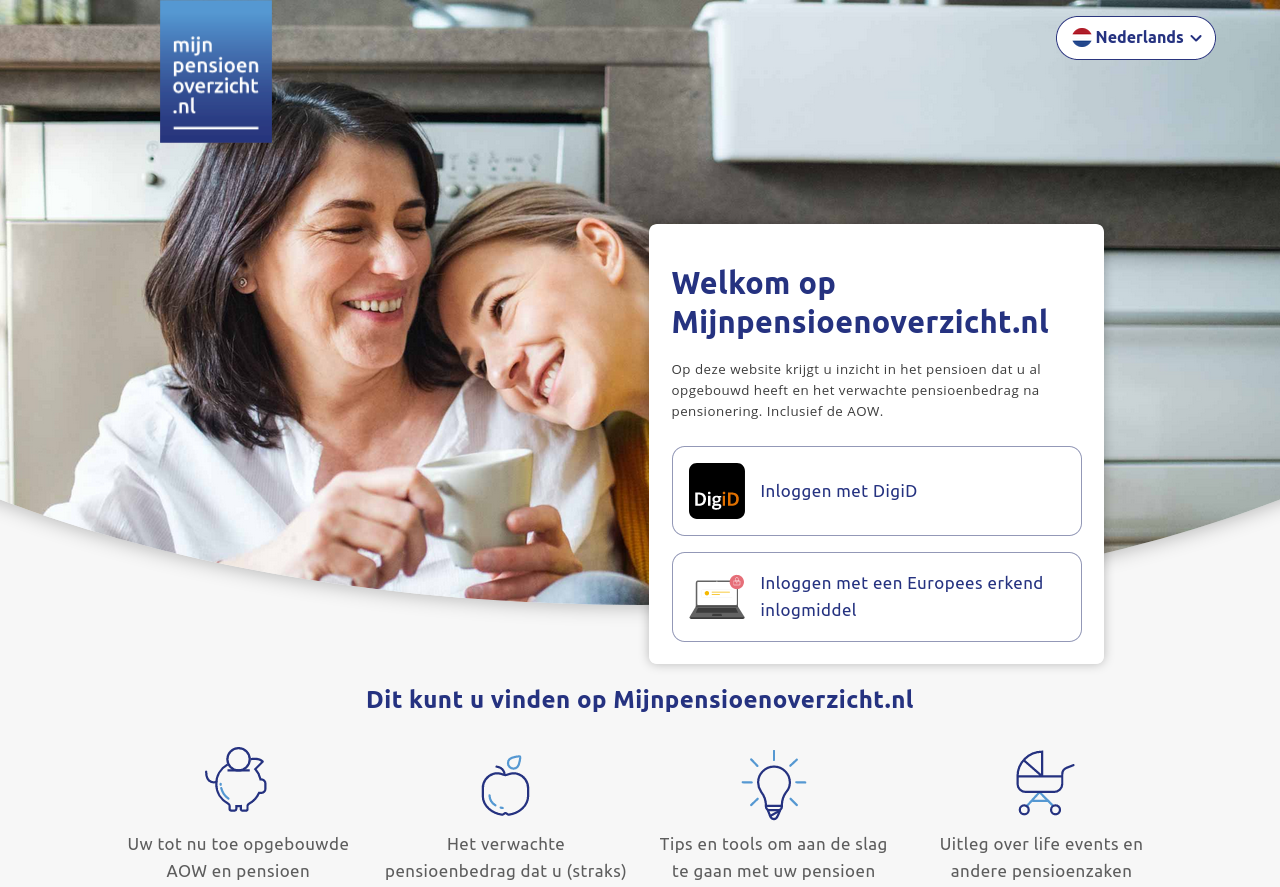 mijn
pensioen
overzicht
.nl
Nederlands
Welkom op
Mijnpensioenoverzicht.nl
Op deze website krijgt u inzicht in het pensioen dat u al
opgebouwd heeft en het verwachte pensioenbedrag na
pensionering. Inclusief de AOW.
DigiD
Inloggen met DigiD
Inloggen met een Europees erkend
inlogmiddel
Dit kunt u vinden op Mijnpensioenoverzicht.nl
Uw tot nu toe opgebouwde
AOW en pensioen
Het verwachte
pensioenbedrag dat u (straks)
Tips en tools om aan de slag
te gaan met uw pensioen
Uitleg over life events en
andere pensioenzaken